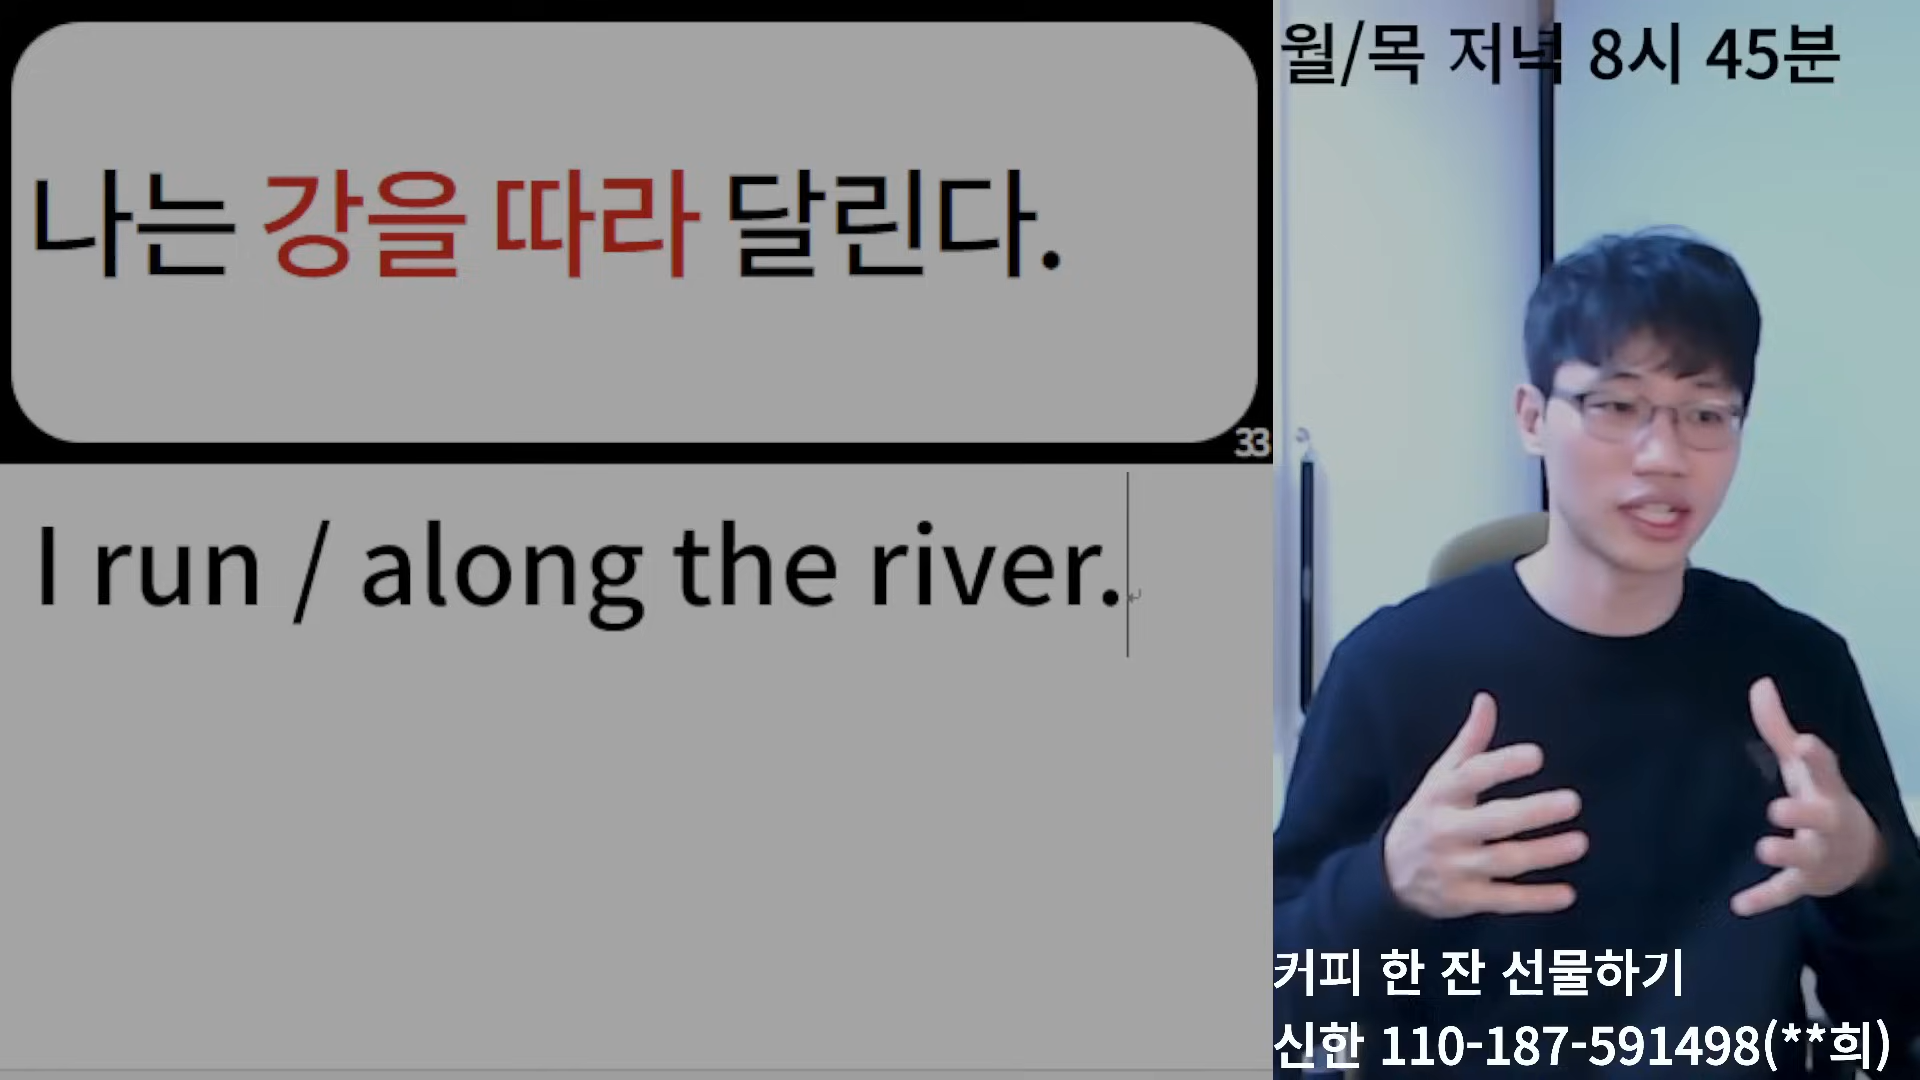 나는 강을 따라 달린다.
33
I run / along the river.
월/목 저녁 8시 45분
커피 한 잔 선물하기
신한 110-187-591498(**희)